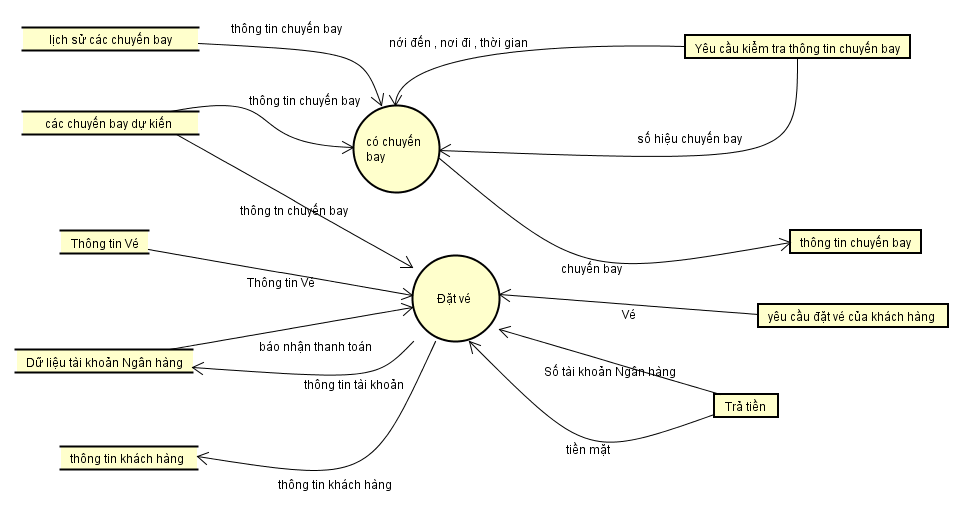 lịch sử các chuyến bay
thông tin chuyến bay
nới đến , nơi đi , thời gian
Yêu cầu kiểm tra thông tin chuyến bay
các chuyến bay dự kiến
thông tin chuyến bay
có chuyến
bay
số hiệu chuyến bay
thông tn chuyến bay
Thông tin Vé
Thông tin Vé
chuyến bay
thông tin chuyến bay
Đặt vé
Vé
yêu cầu đặt vé của khách hàng
Dữ liệu tài khoản Ngân hàng
báo nhận thanh toán
thông tin tài khoản
Số tài khoản Ngân hàng
Trả tiền
tiền mặt
thông tin khách hàng
thông tin khách hàng